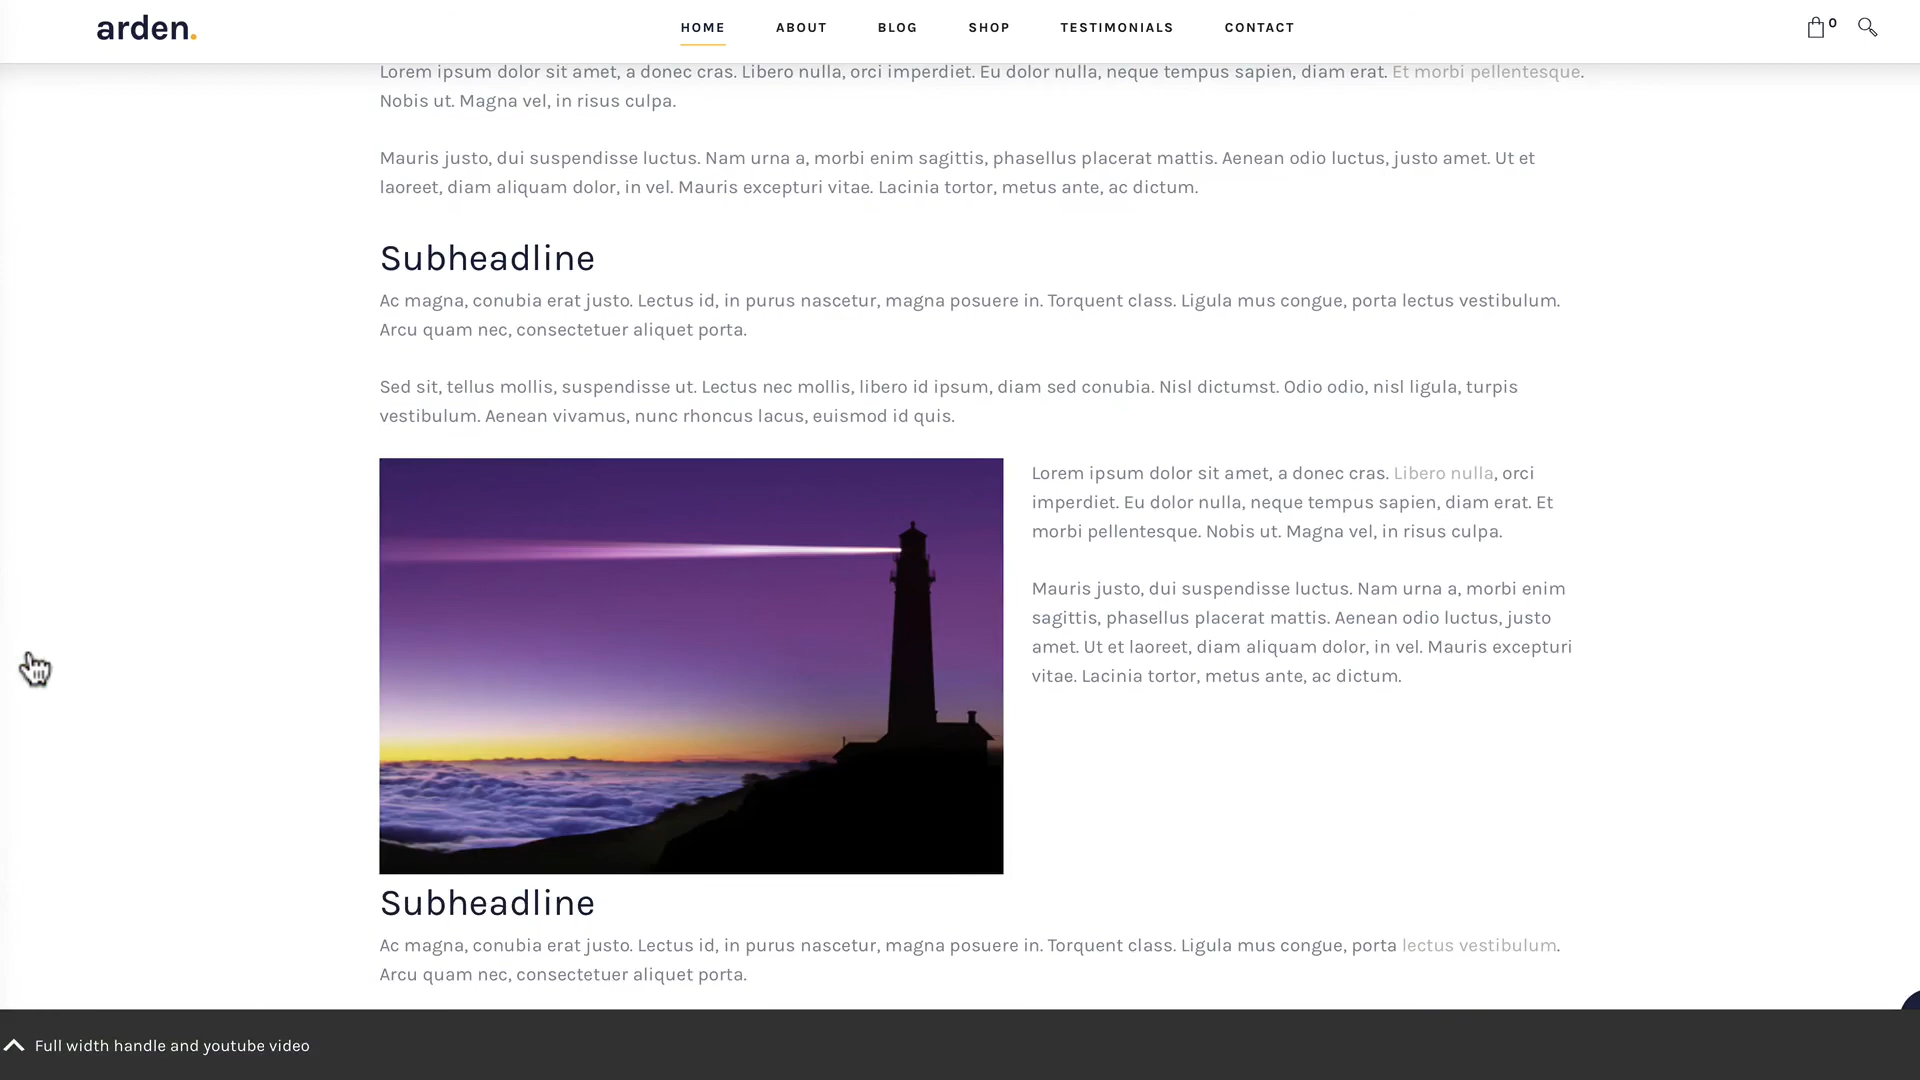 arden.
HOME
ABOUT
BLOG
SHOP
TESTIMONIALS
CONTACT
0
Lorem ipsum dolor sit amet, a donec cras. Libero nulla, orci imperdiet. Eu dolor nulla, neque tempus sapien, diam erat. Et morbi pellentesque.
Nobis ut. Magna vel, in risus culpa.
Mauris justo, dui suspendisse luctus. Nam urna a, morbi enim sagittis, phasellus placerat mattis. Aenean odio luctus, justo amet. Ut et
laoreet, diam aliquam dolor, in vel. Mauris excepturi vitae. Lacinia tortor, metus ante, ac dictum.
Subheadline
Ac magna, conubia erat justo. Lectus id, in purus nascetur, magna posuere in. Torquent class. Ligula mus congue, porta lectus vestibulum.
Arcu quam nec, consectetuer aliquet porta.
Sed sit, tellus mollis, suspendisse ut. Lectus nec mollis, libero id ipsum, diam sed conubia. Nisl dictumst. Odio odio, nisl ligula, turpis
vestibulum. Aenean vivamus, nunc rhoncus lacus, euismod id quis.
Lorem ipsum dolor sit amet, a donec cras. Libero nulla, orci
imperdiet. Eu dolor nulla, neque tempus sapien, diam erat. Et
morbi pellentesque. Nobis ut. Magna vel, in risus culpa.
Mauris justo, dui suspendisse luctus. Nam urna a, morbi enim
sagittis, phasellus placerat mattis. Aenean odio luctus, justo
amet. Ut et laoreet, diam aliquam dolor, in vel. Mauris excepturi
vitae. Lacinia tortor, metus ante, ac dictum.
Subheadline
Ac magna, conubia erat justo. Lectus id, in purus nascetur, magna posuere in. Torquent class. Ligula mus congue, porta lectus vestibulum.
Arcu quam nec, consectetuer aliquet porta.
Full width handle and youtube video